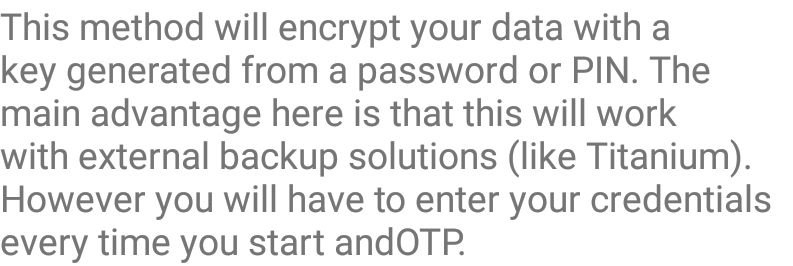 This method will encrypt your data with a
key generated from a password or PIN. The
main advantage here is that this will work
with external backup solutions (like Titanium).
However you will have to enter your credentials
every time you start andOTP.